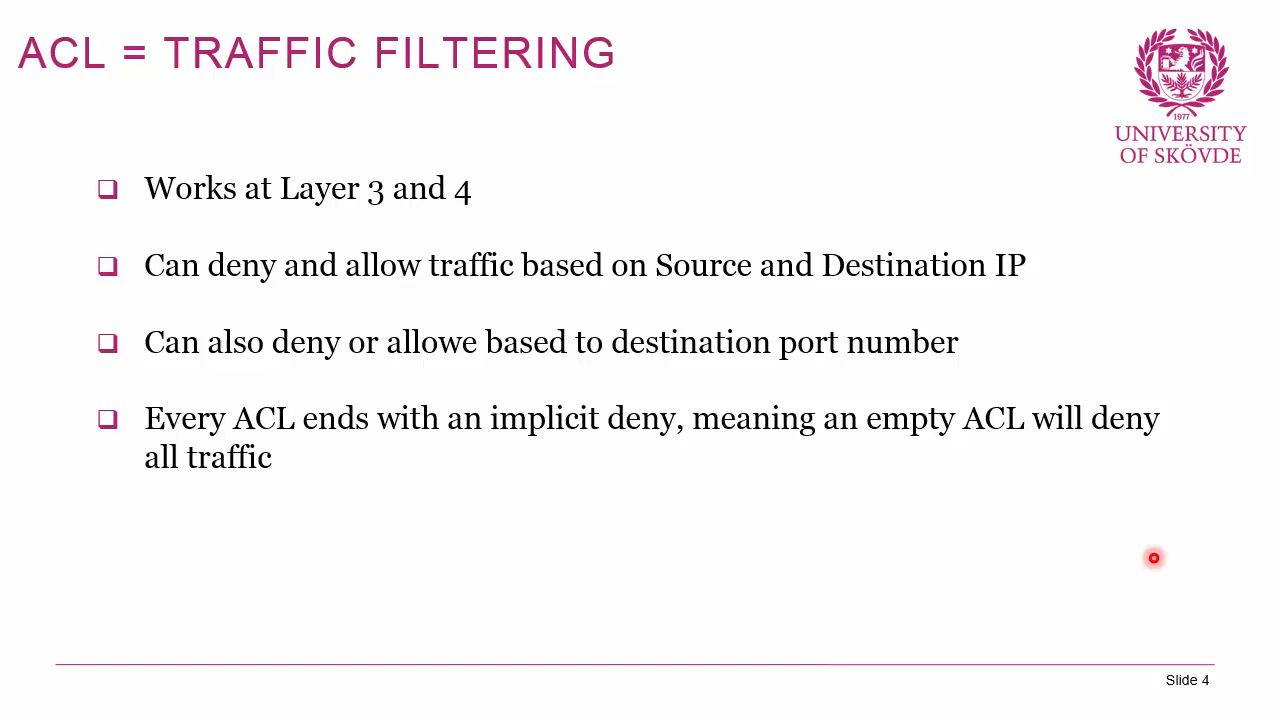 ACL = TRAFFIC FILTERING
1977
UNIVERSITY
OF SKÖVDE
Works at Layer 3 and 4
Can deny and allow traffic based on Source and Destination IP
Can also deny or allowe based to destination port number
Every ACL ends with an implicit deny, meaning an empty ACL will deny
all traffic
Slide 4